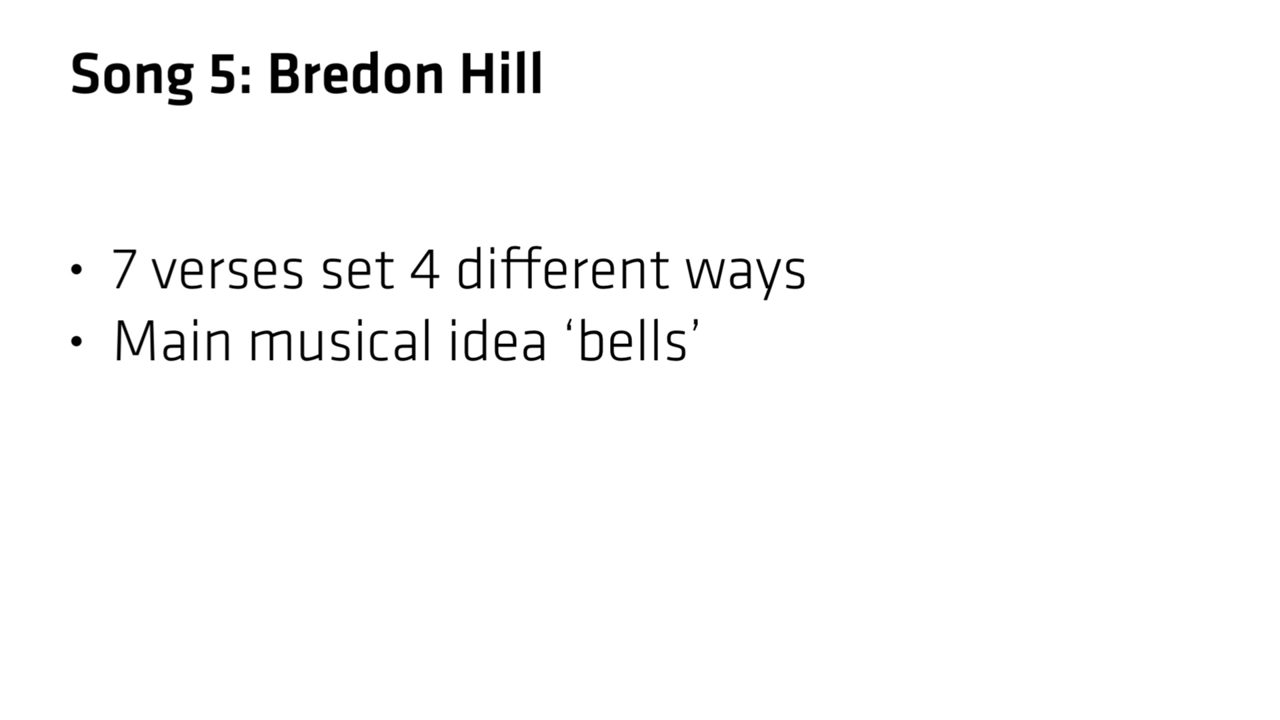 Song 5: Bredon Hill
• 7 verses set 4 different ways
• Main musical idea ‘bells’